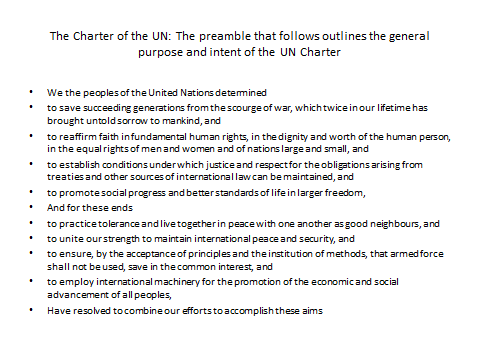 The Charter of the UN: The preamble that follows outlines the general
purpose and intent of the UN Charter
• We the peoples of the United Nations determined
• to save succeeding generations from the scourge of war, which twice in our lifetime has
brought untold sorrow to mankind, and
• to reaffirm faith in fundamental human rights, in the dignity and worth of the human person,
in the equal rights of men and women and of nations large and small, and
• to establish conditions under which justice and respect for the obligations arising from
treaties and other sources of international law can be maintained, and
• to promote social progress and better standards of life in larger freedom,
• And for these ends
• to practice tolerance and live together in peace with one another as good neighbours, and
• to unite our strength to maintain international peace and security, and
• to ensure, by the acceptance of principles and the institution of methods, that armed force
shall not be used, save in the common interest, and
• to employ international machinery for the promotion of the economic and social
advancement of all peoples,
• Have resolved to combine our efforts to accomplish these aims